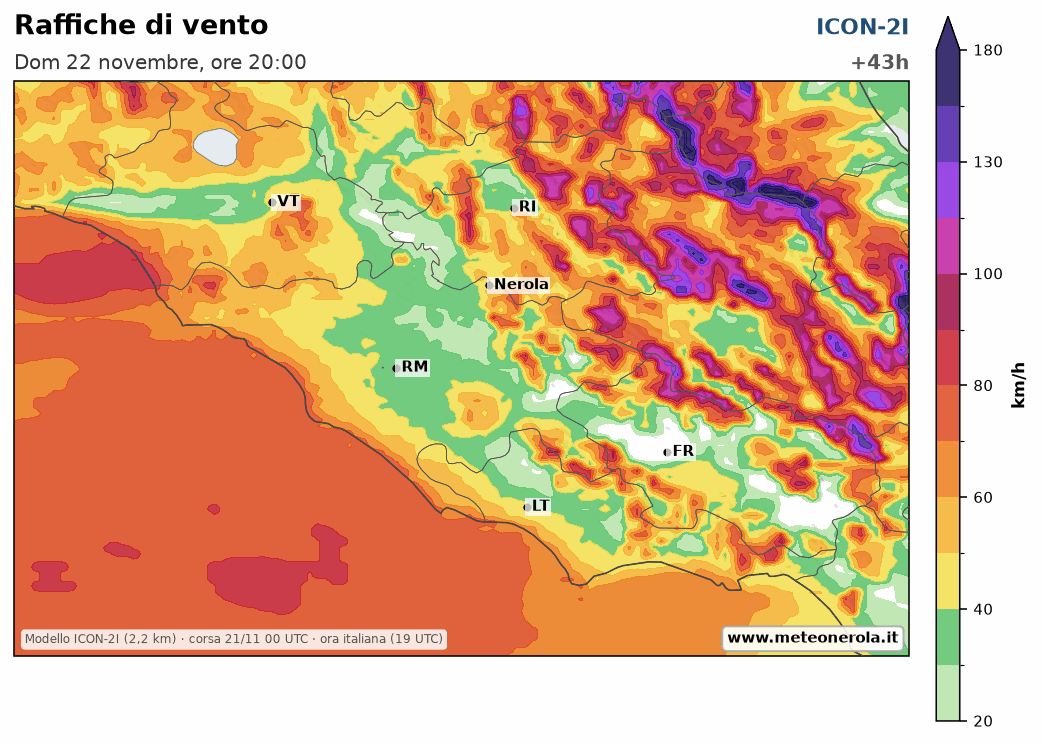 Raffiche di vento
ICON-2I
Dom 22 novembre, ore 20:00
+43h
VT
RI
Nerola
RM
FR
LT
Modello ICON-2I (2,2 km) · corsa 21/11 00 UTC · ora italiana (19 UTC)
www.meteonerola.it
180
130
100
80
60
40
20
km/h